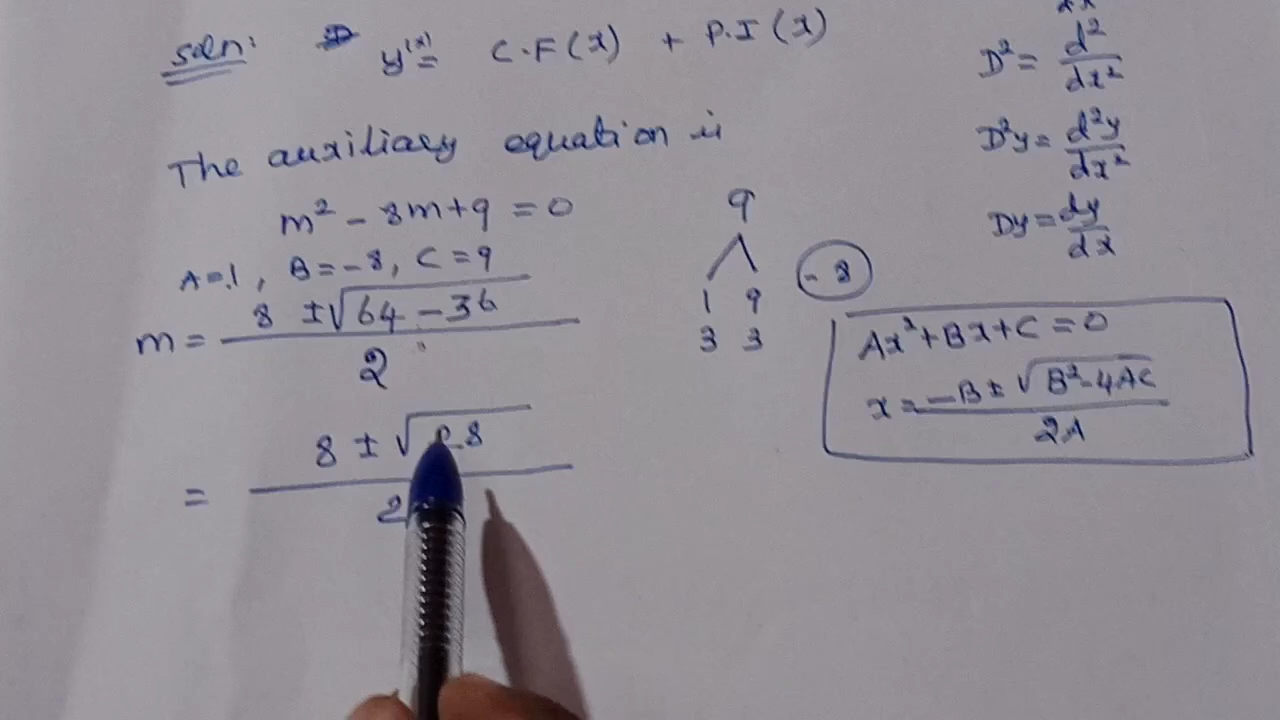 Soln: y(x) = C.F(x) + P.I(x)
The auxiliary equation is
m² - 8m + 9 = 0
A = 1, B = -8, C = 9
m = 8 ± √64 - 36 / 2
= 8 ± √28 / 2
9
1 9
3 3
- 8
D² = d²/dx²
D²y = d²y/dx²
Dy = dy/dx
Ax² + Bx + C = 0
x = -B ± √B² - 4AC / 2A